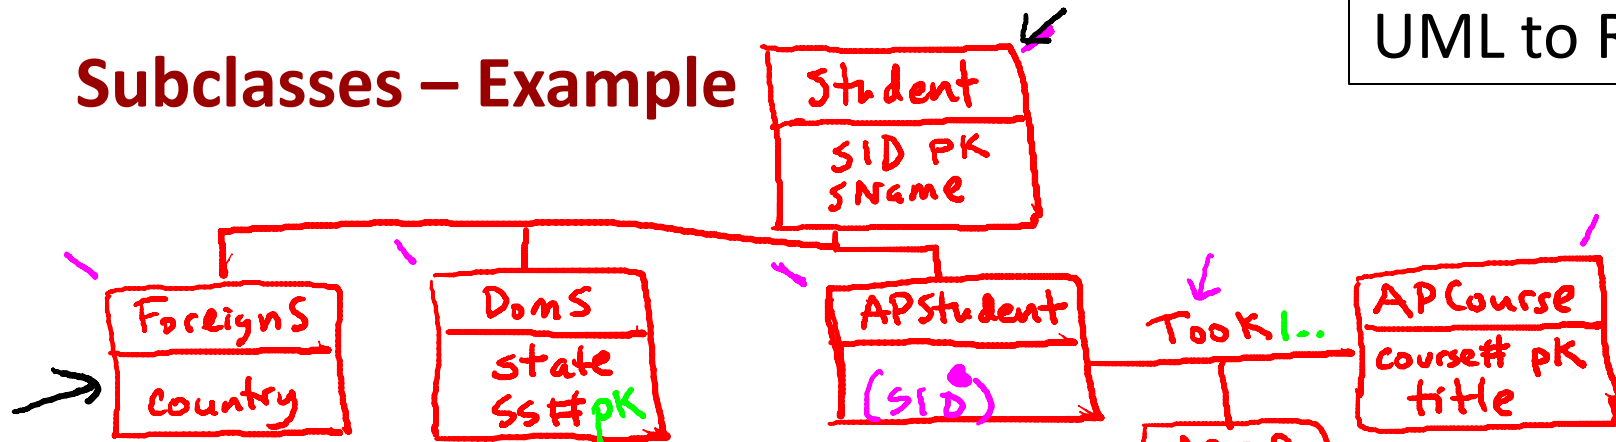 UML to R
Subclasses – Example
Student
SID PK
sName
ForeignS
country
DomS
state
SS# pK
APStudent
(SID)
Took 1..
APCourse
course# pK
title